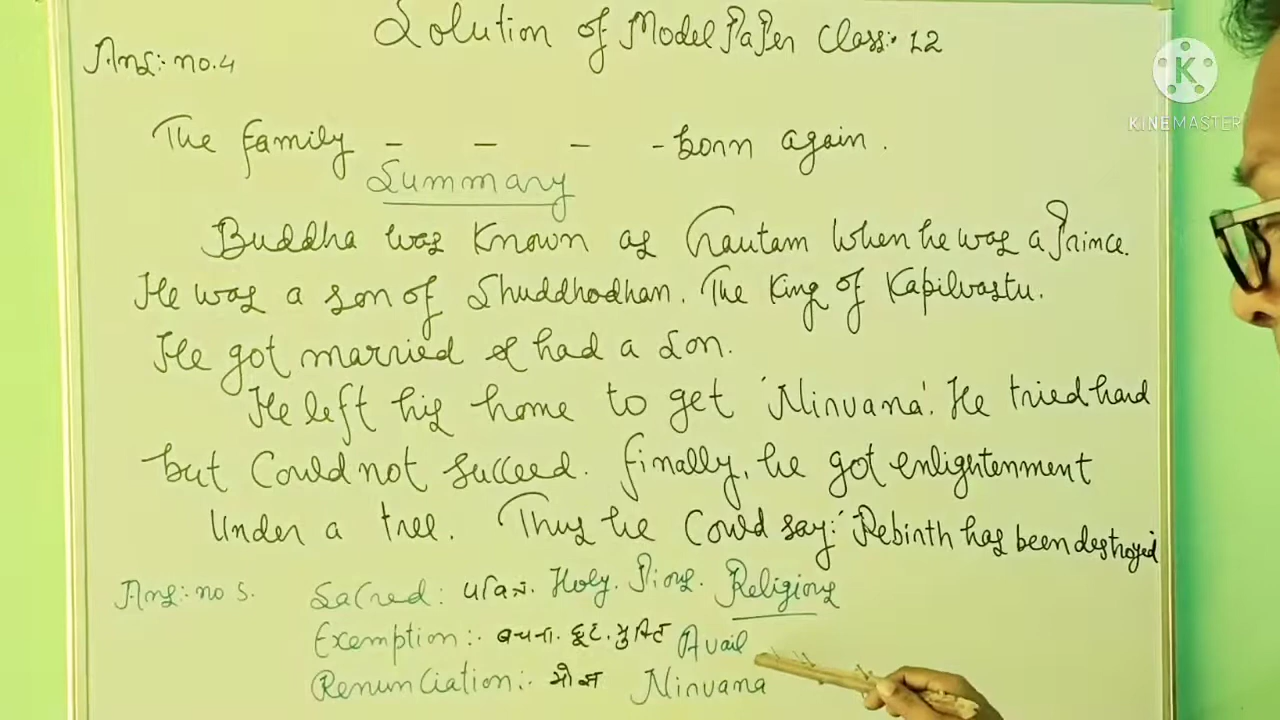 Solution of Model PaPer Class:- 12
Ans:- no.4
K
KINEMASTER
The family - - - - born again.
Summary
Buddha was Known as Gautam When he was a Prince.
He was a son of Shuddhodhan. The King of Kapilvastu.
He got married & had a son.
He left his home to get 'Nirvana'. He tried hard
but Could not succeed. finally, he got enlightenment
Under a tree. Thus he Could say:'Rebirth has been destroyed'
Ans:- no 5. Sacred: पवित्र. Holy. Pious. Religious
Exemption:- बचना. छूट. मुक्ति Avail
Renunciation:- मोक्ष Nirvana